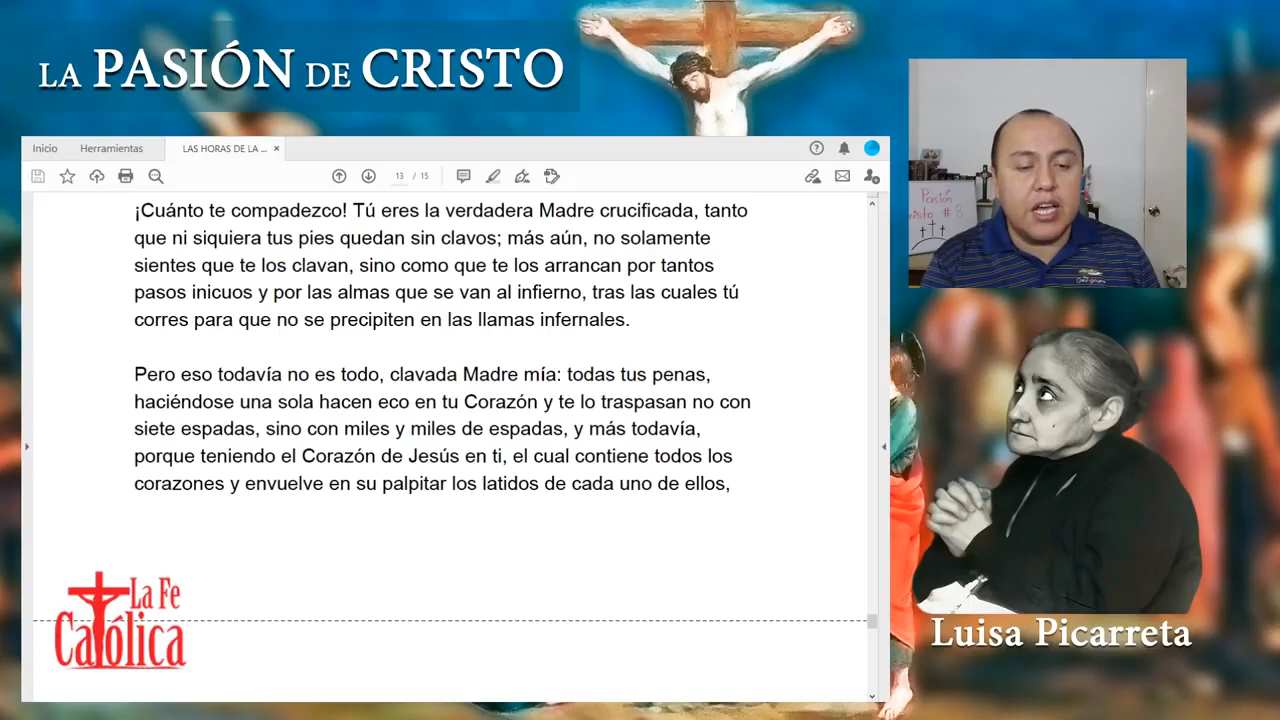 LA PASIÓN DE CRISTO
Inicio
Herramientas
LAS HORAS DE LA ...
13 / 15
¡Cuánto te compadezco! Tú eres la verdadera Madre crucificada, tanto
que ni siquiera tus pies quedan sin clavos; más aún, no solamente
sientes que te los clavan, sino como que te los arrancan por tantos
pasos inicuos y por las almas que se van al infierno, tras las cuales tú
corres para que no se precipiten en las llamas infernales.
Pero eso todavía no es todo, clavada Madre mía: todas tus penas,
haciéndose una sola hacen eco en tu Corazón y te lo traspasan no con
siete espadas, sino con miles y miles de espadas, y más todavía,
porque teniendo el Corazón de Jesús en ti, el cual contiene todos los
corazones y envuelve en su palpitar los latidos de cada uno de ellos,
La Fe
Católica
Pasión
# 8
Luisa Picarreta